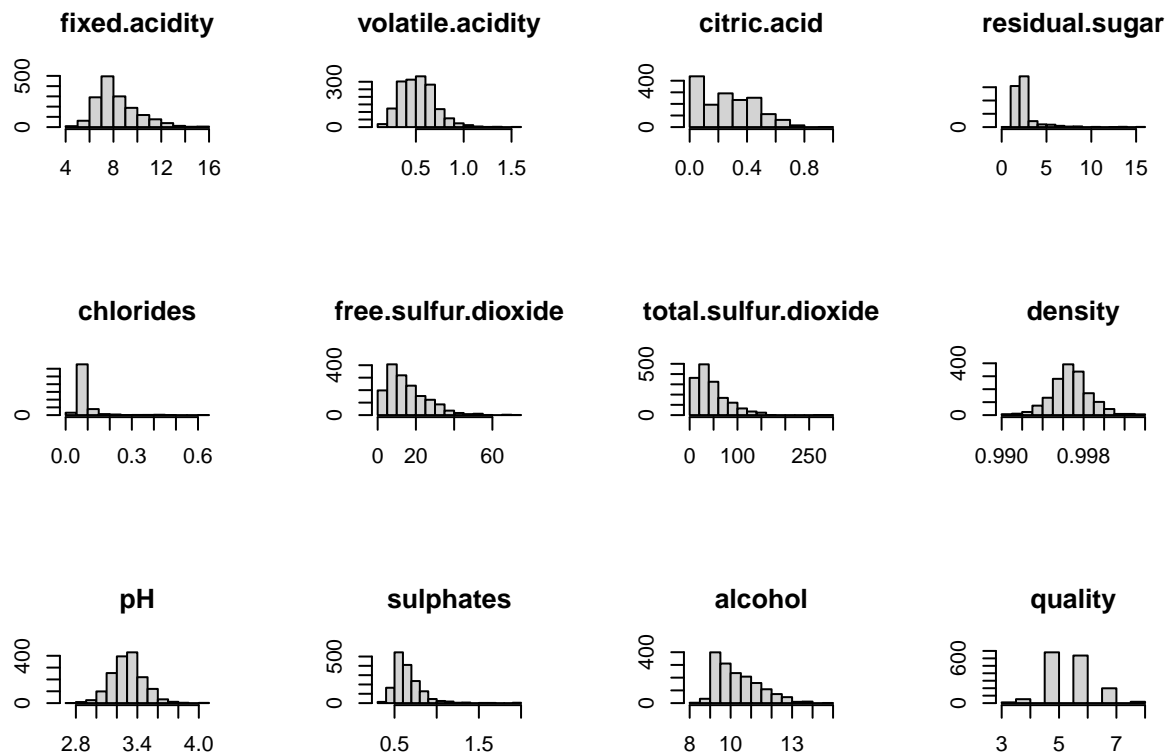 fixed.acidity
500
0
4 8 12 16
volatile.acidity
300
0
0.5 1.0 1.5
citric.acid
400
0
0.0 0.4 0.8
residual.sugar
0
0 5 10 15
chlorides
0
0.0 0.3 0.6
free.sulfur.dioxide
400
0
0 20 60
total.sulfur.dioxide
500
0
0 100 250
density
400
0
0.990 0.998
pH
400
0
2.8 3.4 4.0
sulphates
500
0
0.5 1.5
alcohol
400
0
8 10 13
quality
600
0
3 5 7